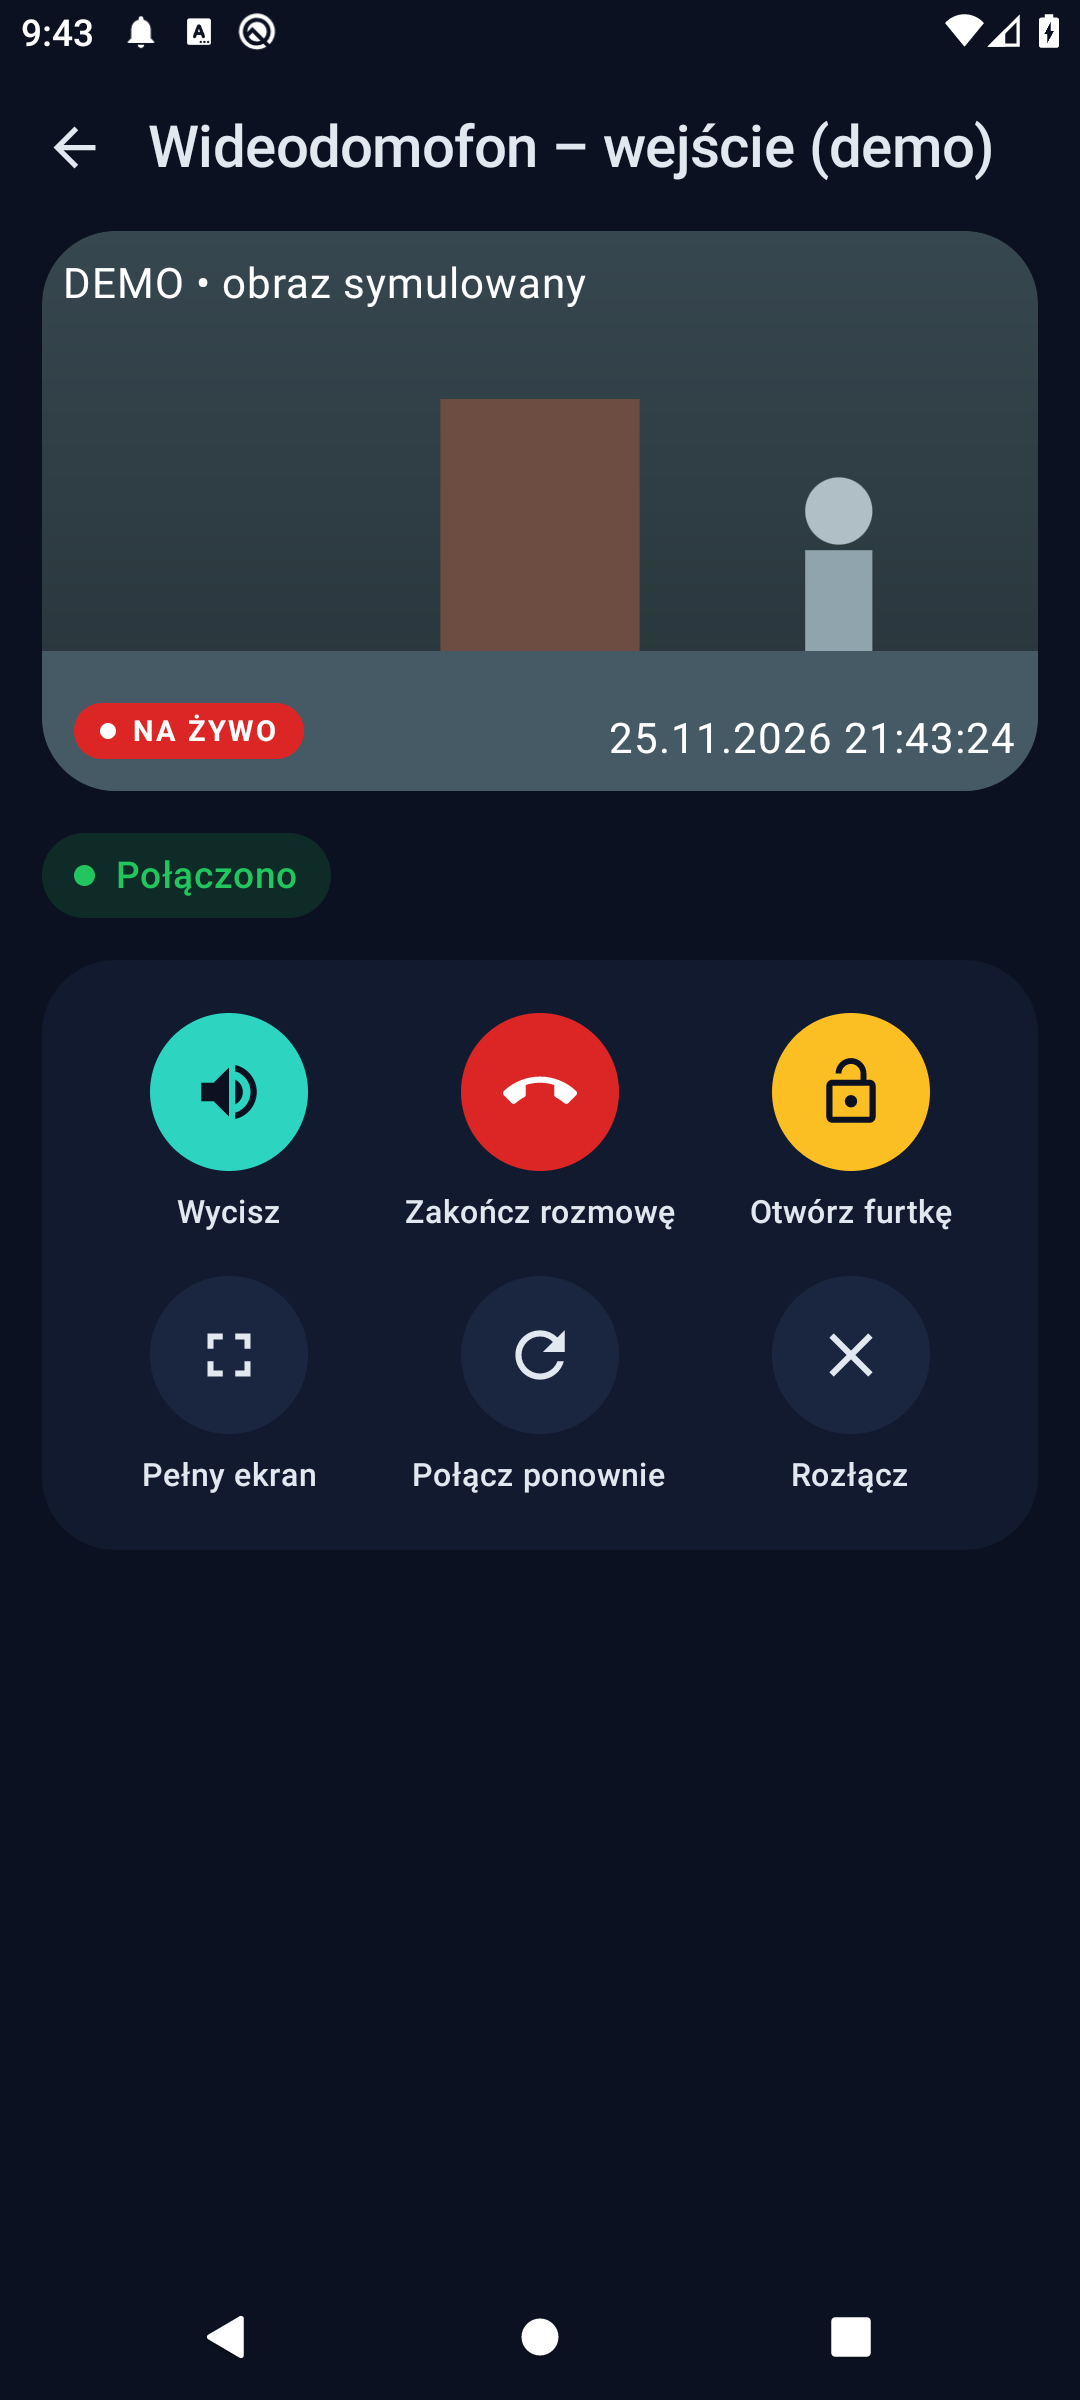 9:43
Wideodomofon – wejście (demo)
DEMO • obraz symulowany
NA ŻYWO
25.11.2026 21:43:24
Połączono
Wycisz
Zakończ rozmowę
Otwórz furtkę
Pełny ekran
Połącz ponownie
Rozłącz